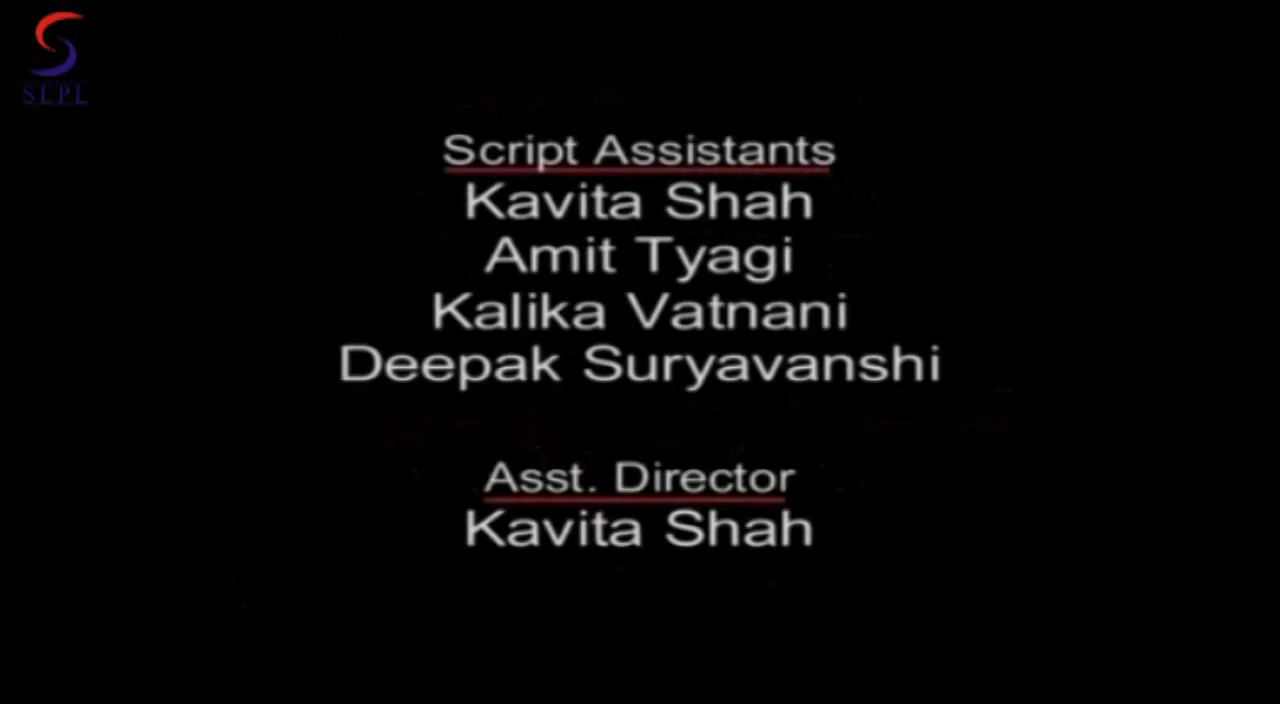 SEPL
Script Assistants
Kavita Shah
Amit Tyagi
Kalika Vatnani
Deepak Suryavanshi
Asst. Director
Kavita Shah